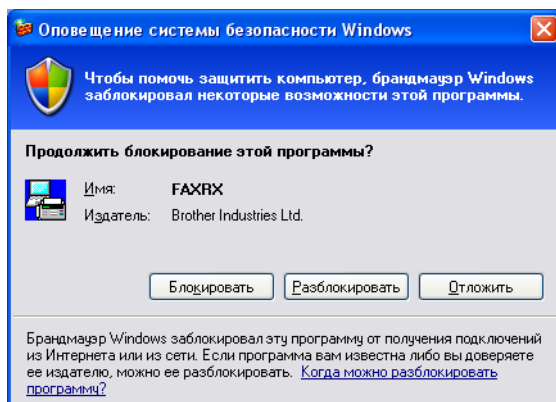 Оповещение системы безопасности Windows
Чтобы помочь защитить компьютер, брандмауэр Windows
заблокировал некоторые возможности этой программы.
Продолжить блокирование этой программы?
Имя: FAXRX
Издатель: Brother Industries Ltd.
Блокировать Разблокировать Отложить
Брандмауэр Windows заблокировал эту программу от получения подключений
из Интернета или из сети. Если программа вам известна либо вы доверяете
ее издателю, можно ее разблокировать. Когда можно разблокировать
программу?